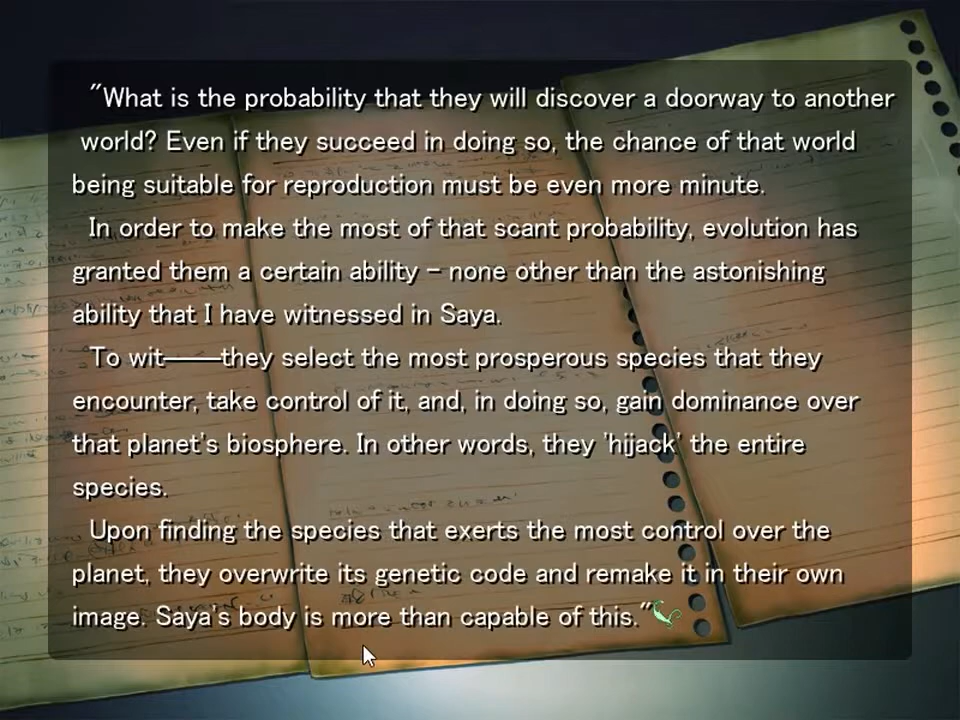 "What is the probability that they will discover a doorway to another
world? Even if they succeed in doing so, the chance of that world
being suitable for reproduction must be even more minute.
In order to make the most of that scant probability, evolution has
granted them a certain ability - none other than the astonishing
ability that I have witnessed in Saya.
To wit——they select the most prosperous species that they
encounter, take control of it, and, in doing so, gain dominance over
that planet's biosphere. In other words, they 'hijack' the entire
species.
Upon finding the species that exerts the most control over the
planet, they overwrite its genetic code and remake it in their own
image. Saya's body is more than capable of this."